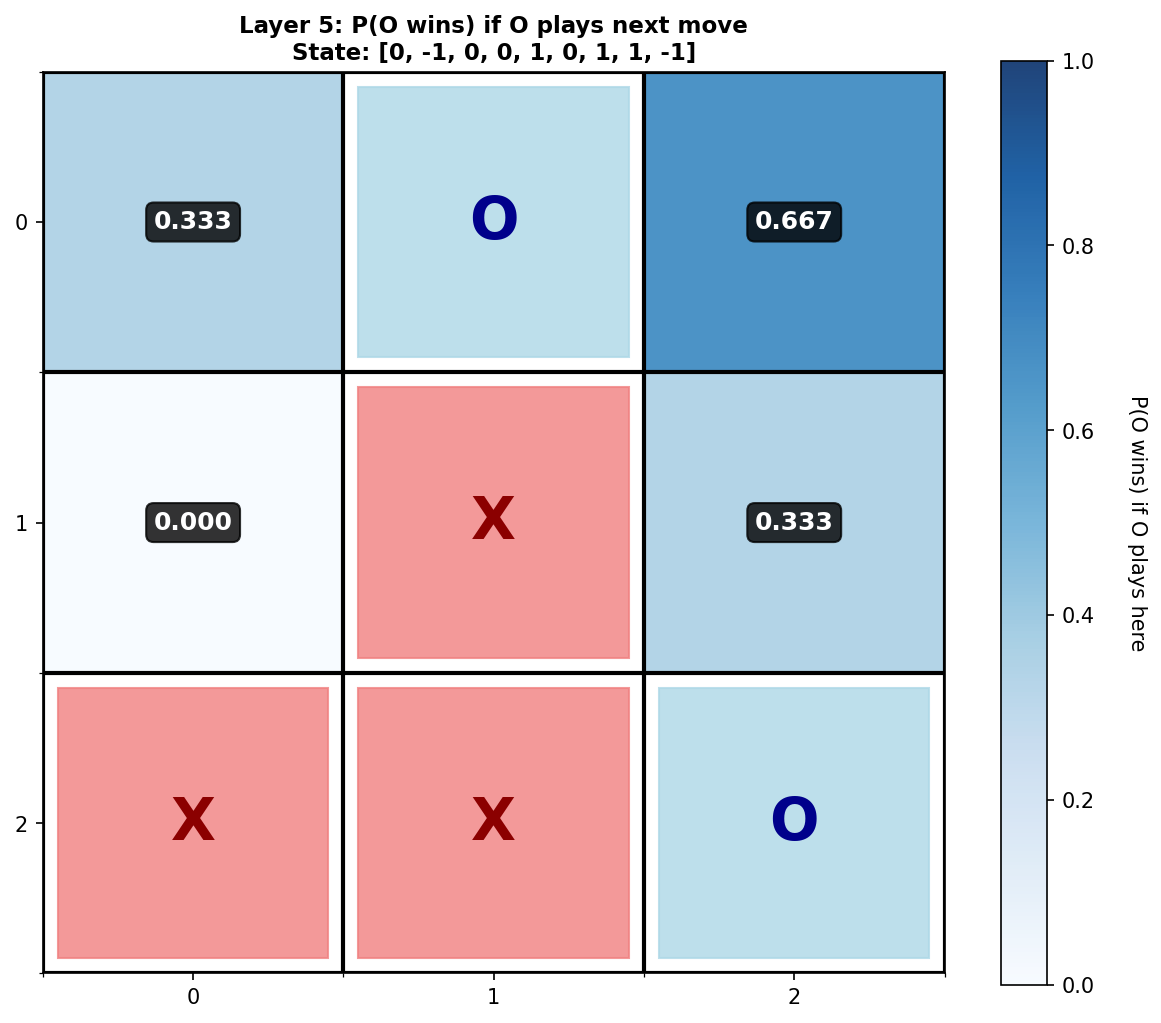 Layer 5: P(O wins) if O plays next move
State: [0, -1, 0, 0, 1, 0, 1, 1, -1]
0.333
O
0.667
0.000
X
0.333
X
X
O
0
1
2
0
1
2
1.0
0.8
0.6
0.4
0.2
0.0
P(O wins) if O plays here